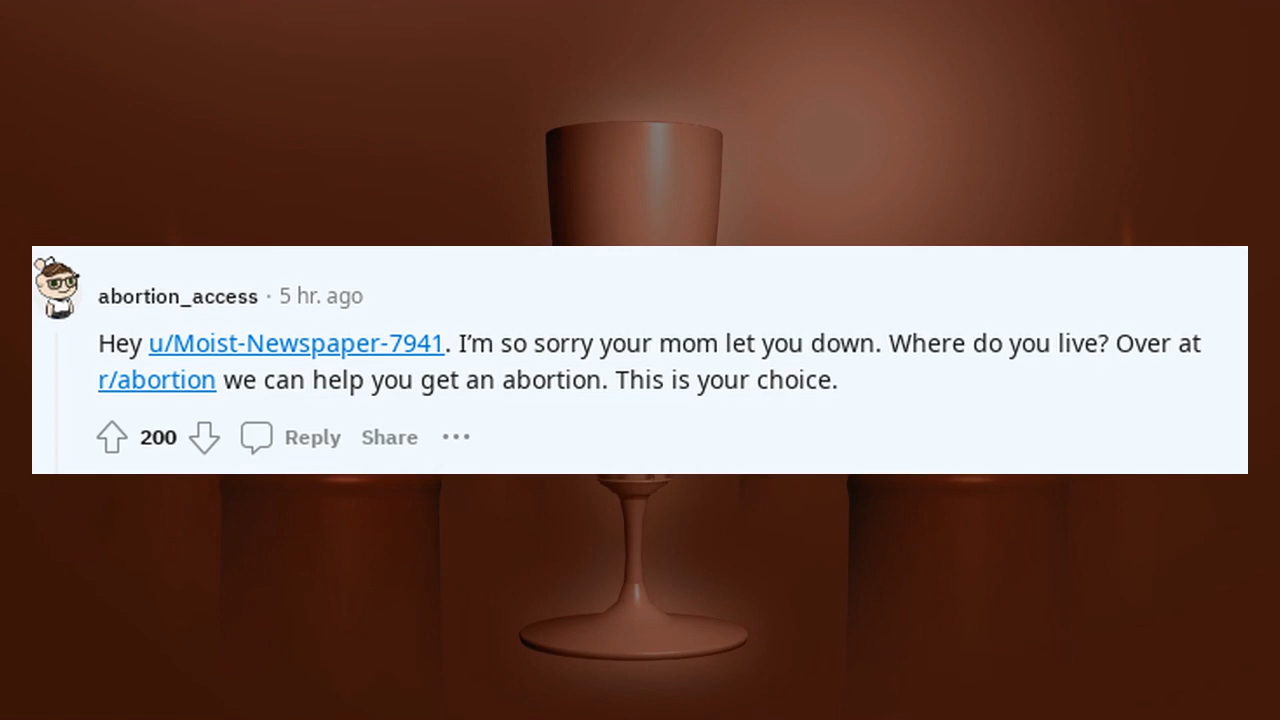 abortion_access · 5 hr. ago
Hey u/Moist-Newspaper-7941. I’m so sorry your mom let you down. Where do you live? Over at
r/abortion we can help you get an abortion. This is your choice.
200 Reply Share ···